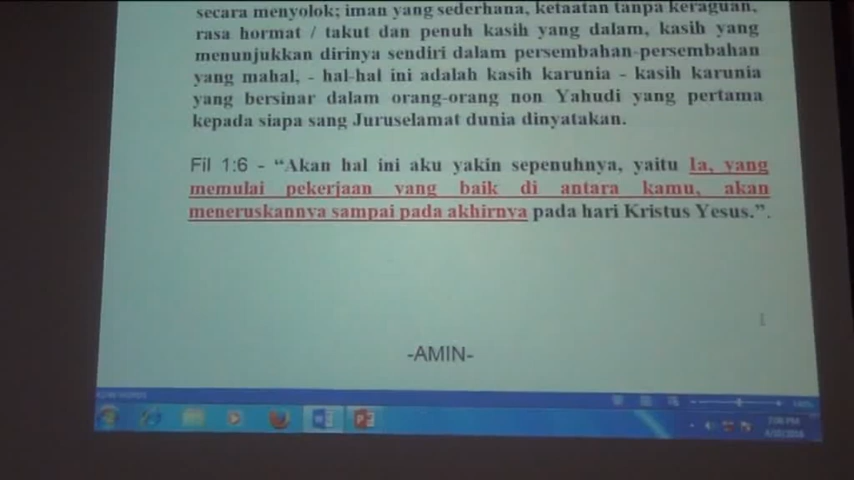 secara menyolok; iman yang sederhana, ketaatan tanpa keraguan,
rasa hormat / takut dan penuh kasih yang dalam, kasih yang
menunjukkan dirinya sendiri dalam persembahan-persembahan
yang mahal, - hal-hal ini adalah kasih karunia - kasih karunia
yang bersinar dalam orang-orang non Yahudi yang pertama
kepada siapa sang Juruselamat dunia dinyatakan.
Fil 1:6 - “Akan hal ini aku yakin sepenuhnya, yaitu Ia, yang
memulai pekerjaan yang baik di antara kamu, akan
meneruskannya sampai pada akhirnya pada hari Kristus Yesus.”.
-AMIN-